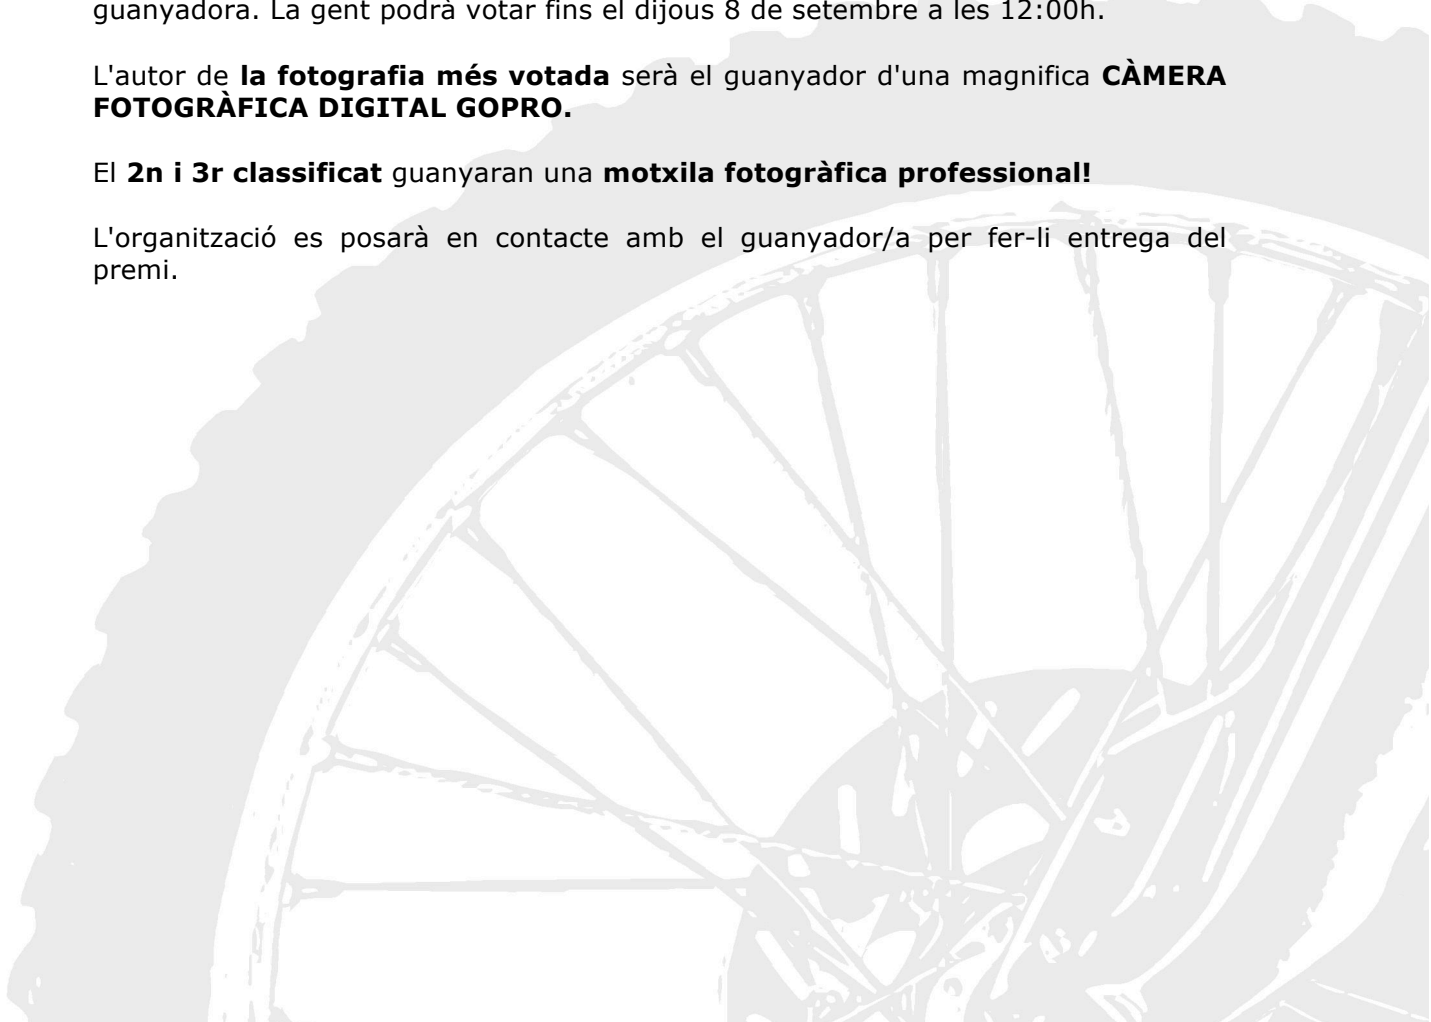 guanyadora. La gent podrà votar fins el dijous 8 de setembre a les 12:00h.
L'autor de la fotografia més votada serà el guanyador d'una magnifica CÀMERA
FOTOGRÀFICA DIGITAL GOPRO.
El 2n i 3r classificat guanyaran una motxila fotogràfica professional!
L'organització es posarà en contacte amb el guanyador/a per fer-li entrega del
premi.